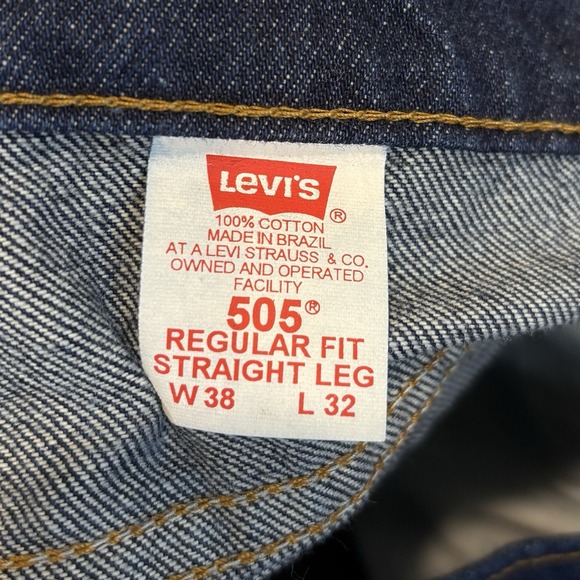 Levi's ®
100% COTTON
MADE IN BRAZIL
AT A LEVI STRAUSS & CO.
OWNED AND OPERATED
FACILITY
505®
REGULAR FIT
STRAIGHT LEG
W 38 L 32